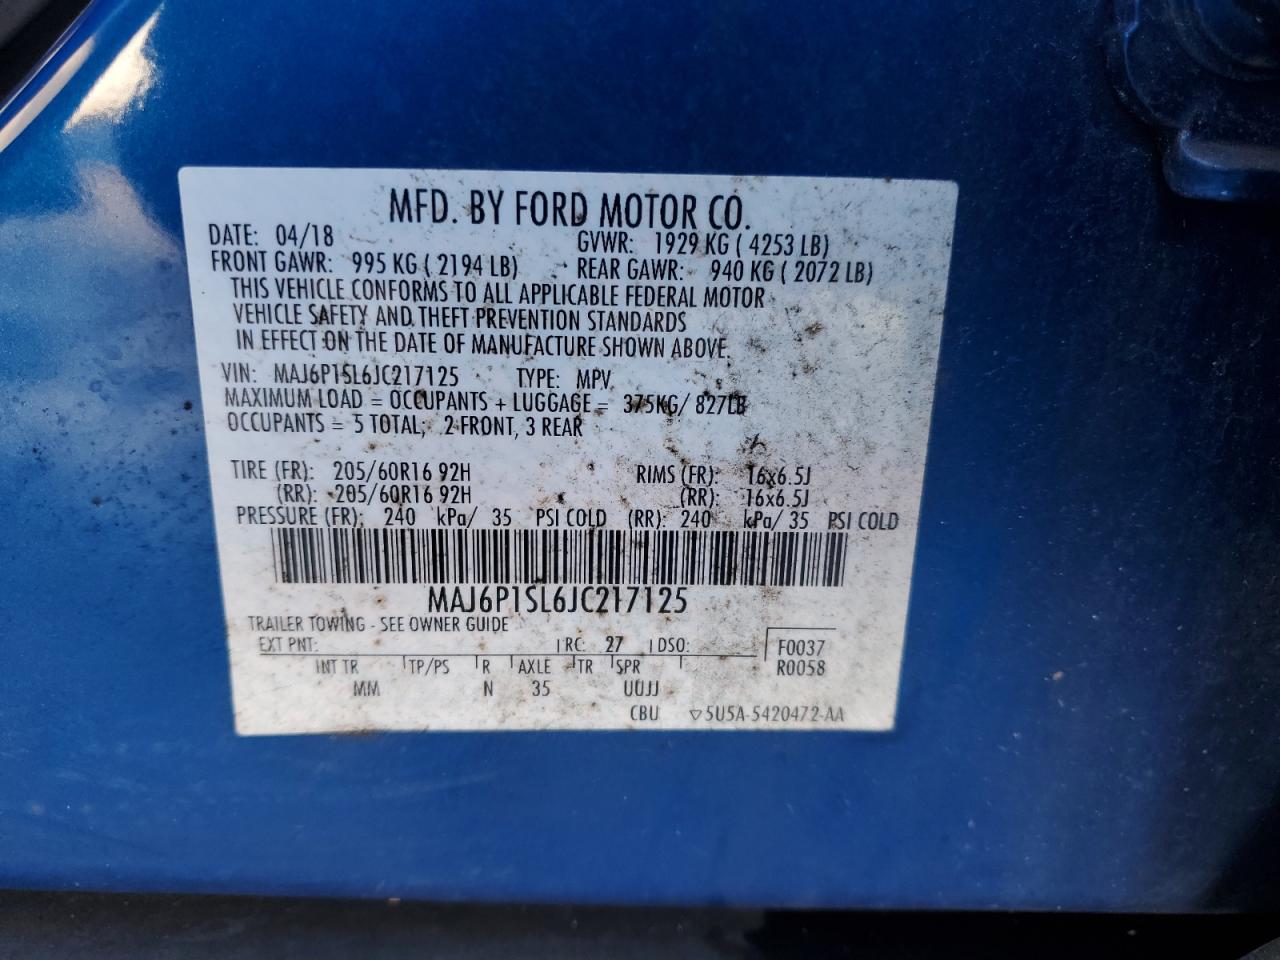 MFD. BY FORD MOTOR CO.
DATE: 04/18 GVWR: 1929 KG ( 4253 LB)
FRONT GAWR: 995 KG ( 2194 LB) REAR GAWR: 940 KG ( 2072 LB)
THIS VEHICLE CONFORMS TO ALL APPLICABLE FEDERAL MOTOR
VEHICLE SAFETY AND THEFT PREVENTION STANDARDS
IN EFFECT ON THE DATE OF MANUFACTURE SHOWN ABOVE.
VIN: MAJ6P1SL6JC217125 TYPE: MPV
MAXIMUM LOAD = OCCUPANTS + LUGGAGE = 375KG/ 827LB
OCCUPANTS = 5 TOTAL, 2 FRONT, 3 REAR
TIRE (FR): 205/60R16 92H RIMS (FR): 16x6.5J
(RR): 205/60R16 92H (RR): 16x6.5J
PRESSURE (FR): 240 kPa/ 35 PSI COLD (RR): 240 kPa/ 35 PSI COLD
MAJ6P1SL6JC217125
TRAILER TOWING - SEE OWNER GUIDE
EXT PNT: RC: 27 DSO: F0037
INT TR TP/PS R AXLE TR SPR R0058
MM N 35 UUJJ
CBU ▽5U5A-5420472-AA